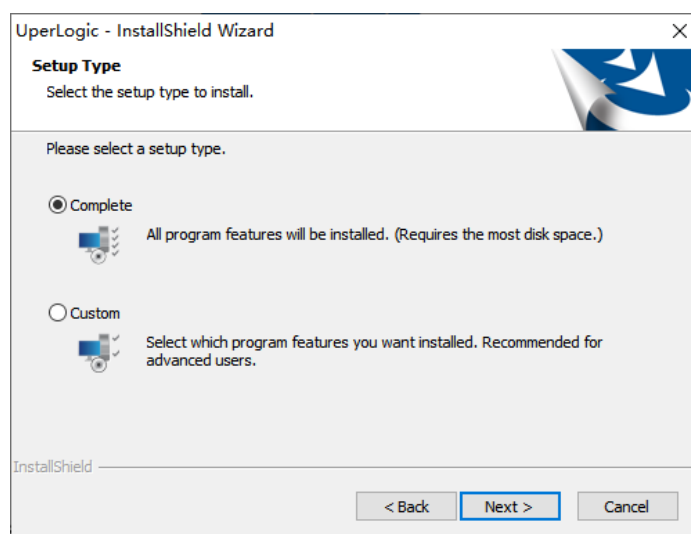 UperLogic - InstallShield Wizard
Setup Type
Select the setup type to install.
Please select a setup type.
Complete
All program features will be installed. (Requires the most disk space.)
Custom
Select which program features you want installed. Recommended for
advanced users.
InstallShield
< Back Next > Cancel